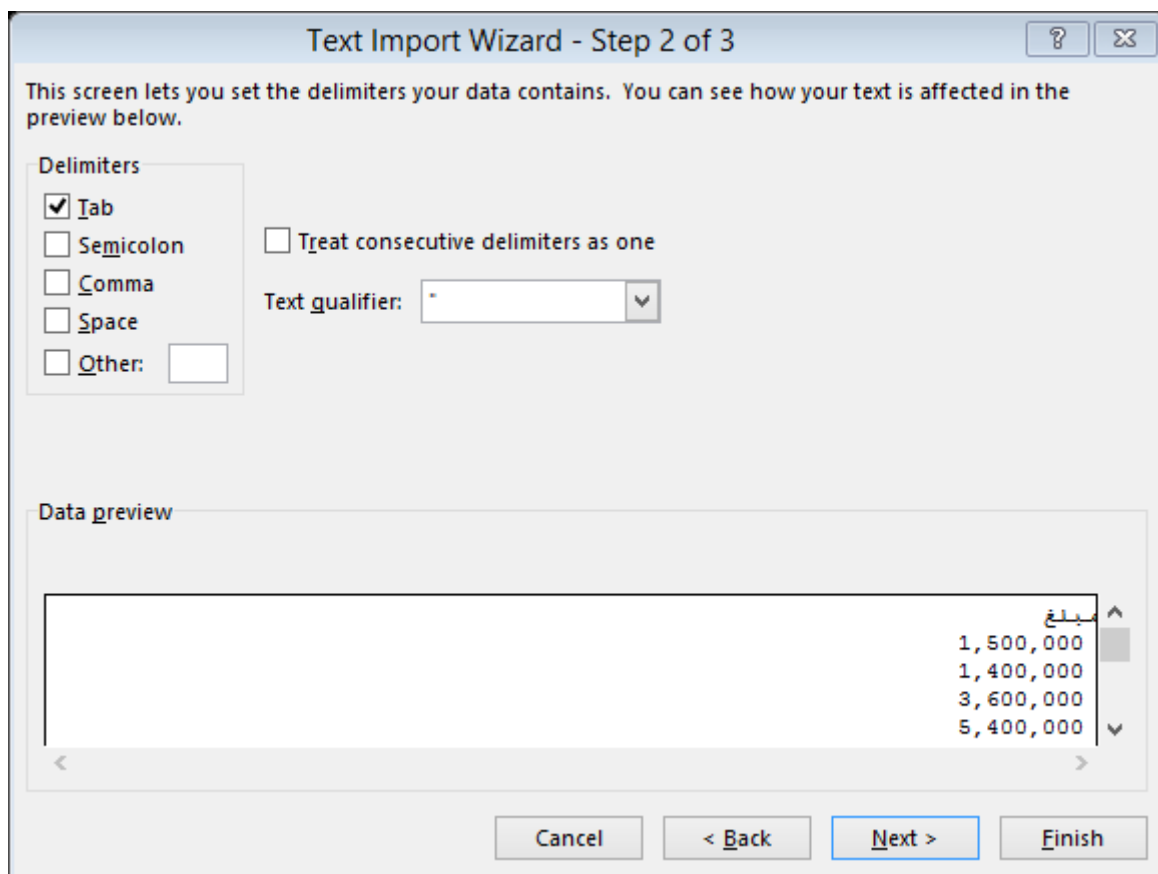 Text Import Wizard - Step 2 of 3
This screen lets you set the delimiters your data contains.  You can see how your text is affected in the
preview below.
Delimiters
Tab
Semicolon
Comma
Space
Other:
Treat consecutive delimiters as one
Text qualifier: "
Data preview
مبلغ
1,500,000
1,400,000
3,600,000
5,400,000
Cancel
< Back
Next >
Finish